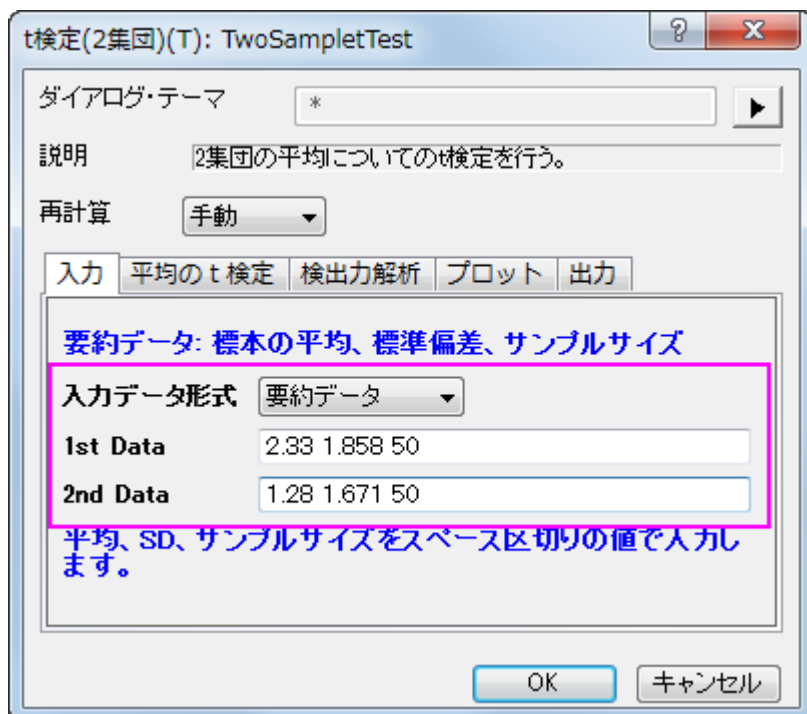 t検定(2集団)(T): TwoSampletTest
ダイアログ・テーマ *
説明 2集団の平均についてのt検定を行う。
再計算 手動
入力 平均のｔ検定 検出力解析 プロット 出力
要約データ: 標本の平均、標準偏差、サンプルサイズ
入力データ形式 要約データ
1st Data 2.33 1.858 50
2nd Data 1.28 1.671 50
平均、SD、サンプルサイズをスペース区切りの値で入力し
ます。
OK キャンセル